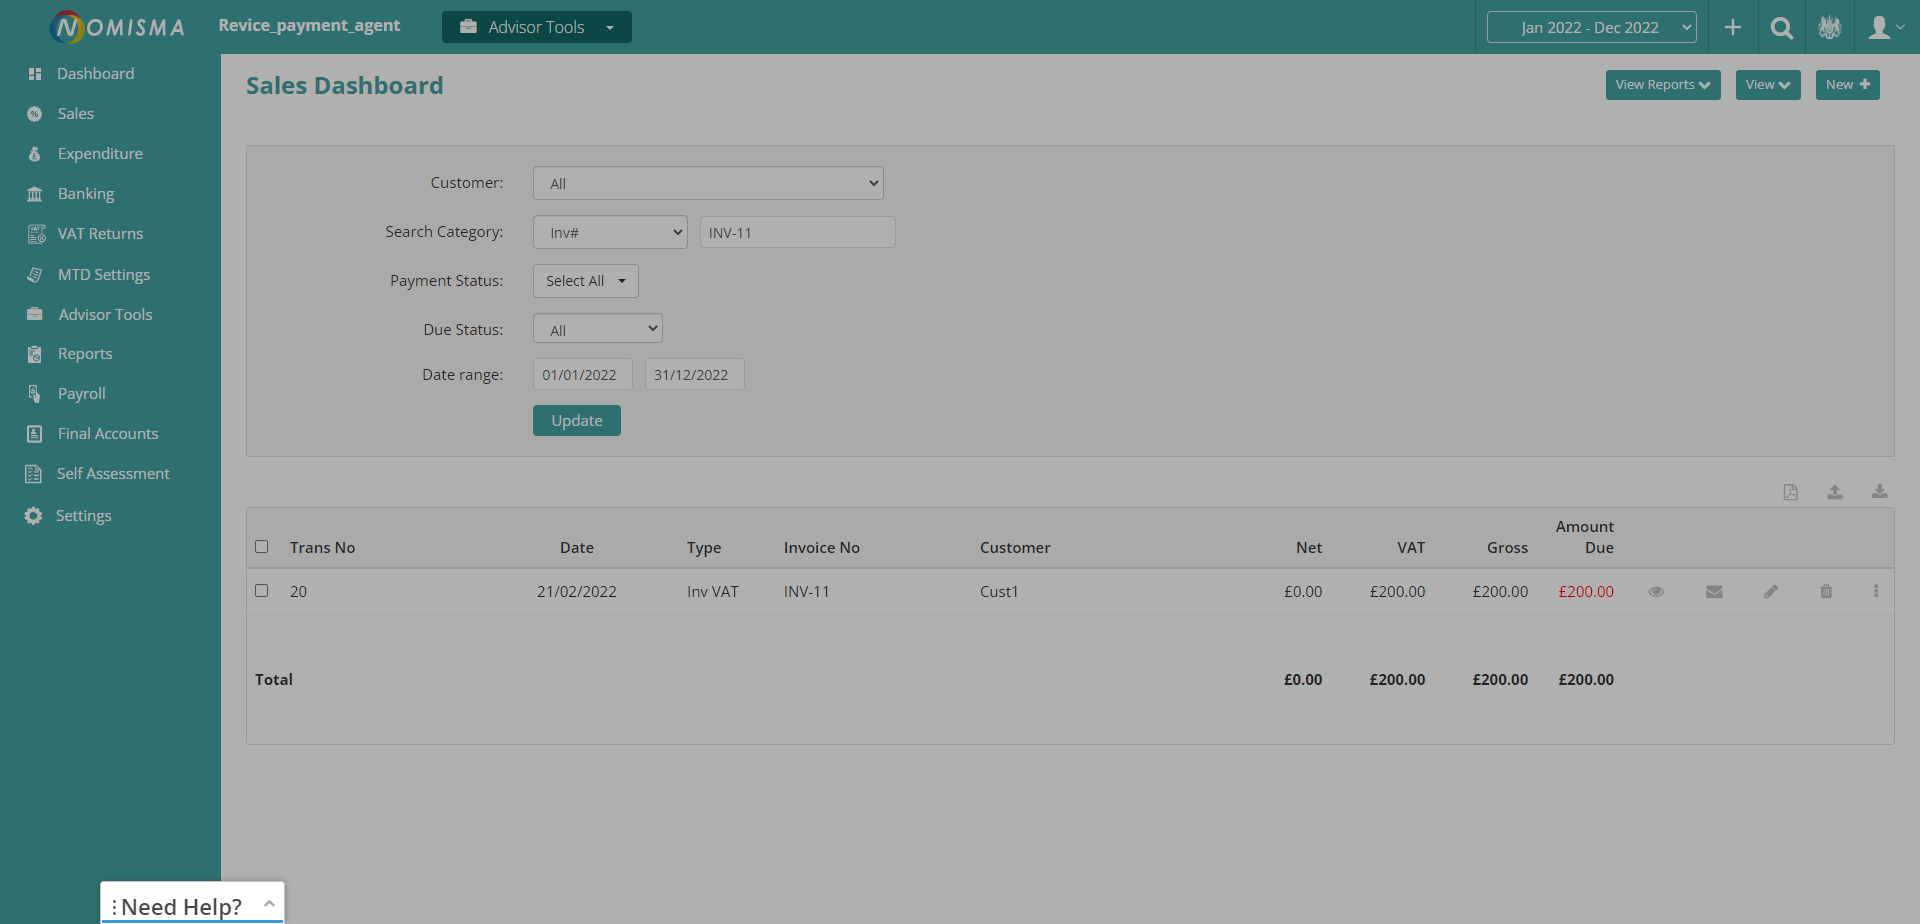 NOMISMA
Revice_payment_agent
Advisor Tools
Jan 2022 - Dec 2022
Dashboard
Sales
Expenditure
Banking
VAT Returns
MTD Settings
Advisor Tools
Reports
Payroll
Final Accounts
Self Assessment
Settings
Sales Dashboard
View Reports
View
New
Customer: All
Search Category: Inv# INV-11
Payment Status: Select All
Due Status: All
Date range: 01/01/2022 31/12/2022
Update
Trans No Date Type Invoice No Customer Net VAT Gross Amount Due
20 21/02/2022 Inv VAT INV-11 Cust1 £0.00 £200.00 £200.00 £200.00
Total £0.00 £200.00 £200.00 £200.00
Need Help?